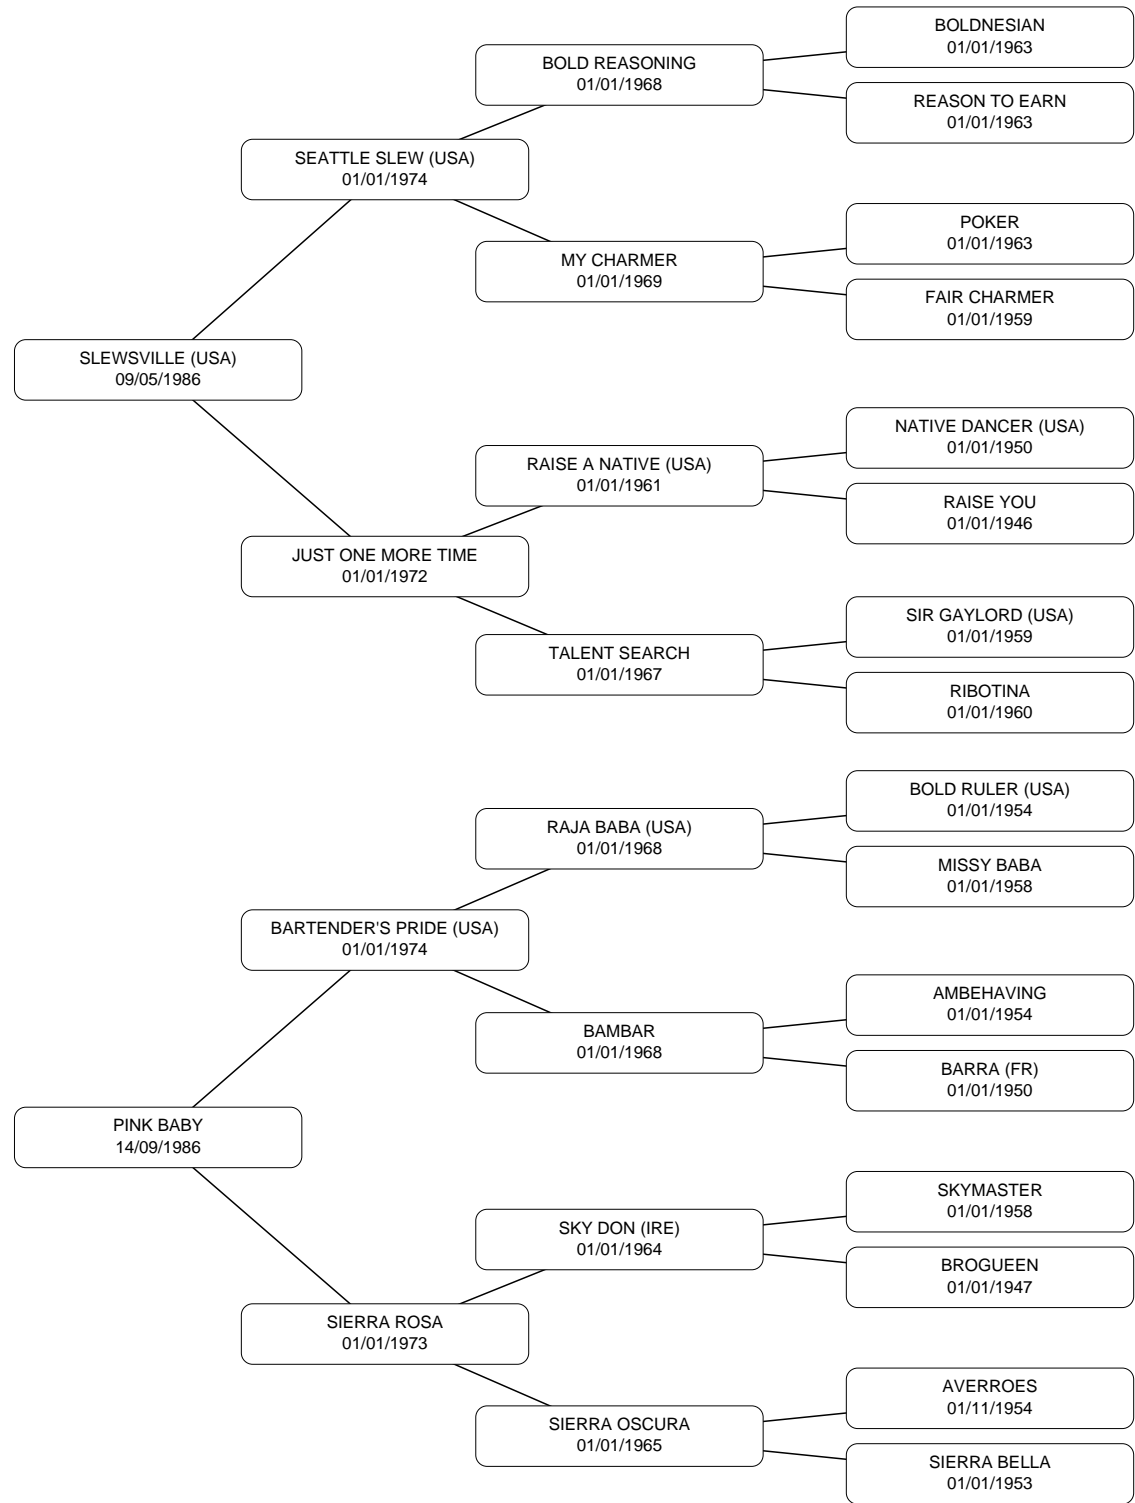 BOLDNESIAN
01/01/1963
BOLD REASONING
01/01/1968
REASON TO EARN
01/01/1963
SEATTLE SLEW (USA)
01/01/1974
POKER
01/01/1963
MY CHARMER
01/01/1969
FAIR CHARMER
01/01/1959
SLEWSVILLE (USA)
09/05/1986
NATIVE DANCER (USA)
01/01/1950
RAISE A NATIVE (USA)
01/01/1961
RAISE YOU
01/01/1946
JUST ONE MORE TIME
01/01/1972
SIR GAYLORD (USA)
01/01/1959
TALENT SEARCH
01/01/1967
RIBOTINA
01/01/1960
BOLD RULER (USA)
01/01/1954
RAJA BABA (USA)
01/01/1968
MISSY BABA
01/01/1958
BARTENDER'S PRIDE (USA)
01/01/1974
AMBEHAVING
01/01/1954
BAMBAR
01/01/1968
BARRA (FR)
01/01/1950
PINK BABY
14/09/1986
SKYMASTER
01/01/1958
SKY DON (IRE)
01/01/1964
BROGUEEN
01/01/1947
SIERRA ROSA
01/01/1973
AVERROES
01/11/1954
SIERRA OSCURA
01/01/1965
SIERRA BELLA
01/01/1953